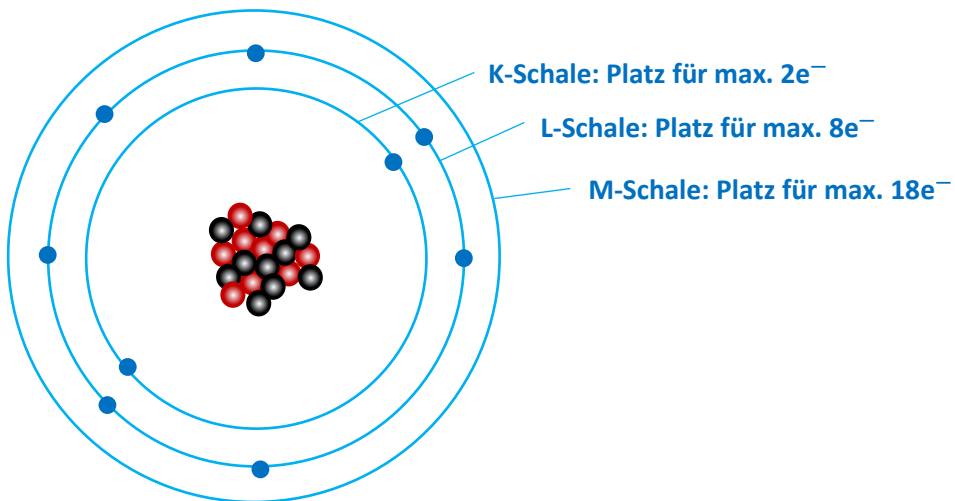 K-Schale: Platz für max. 2e⁻
L-Schale: Platz für max. 8e⁻
M-Schale: Platz für max. 18e⁻